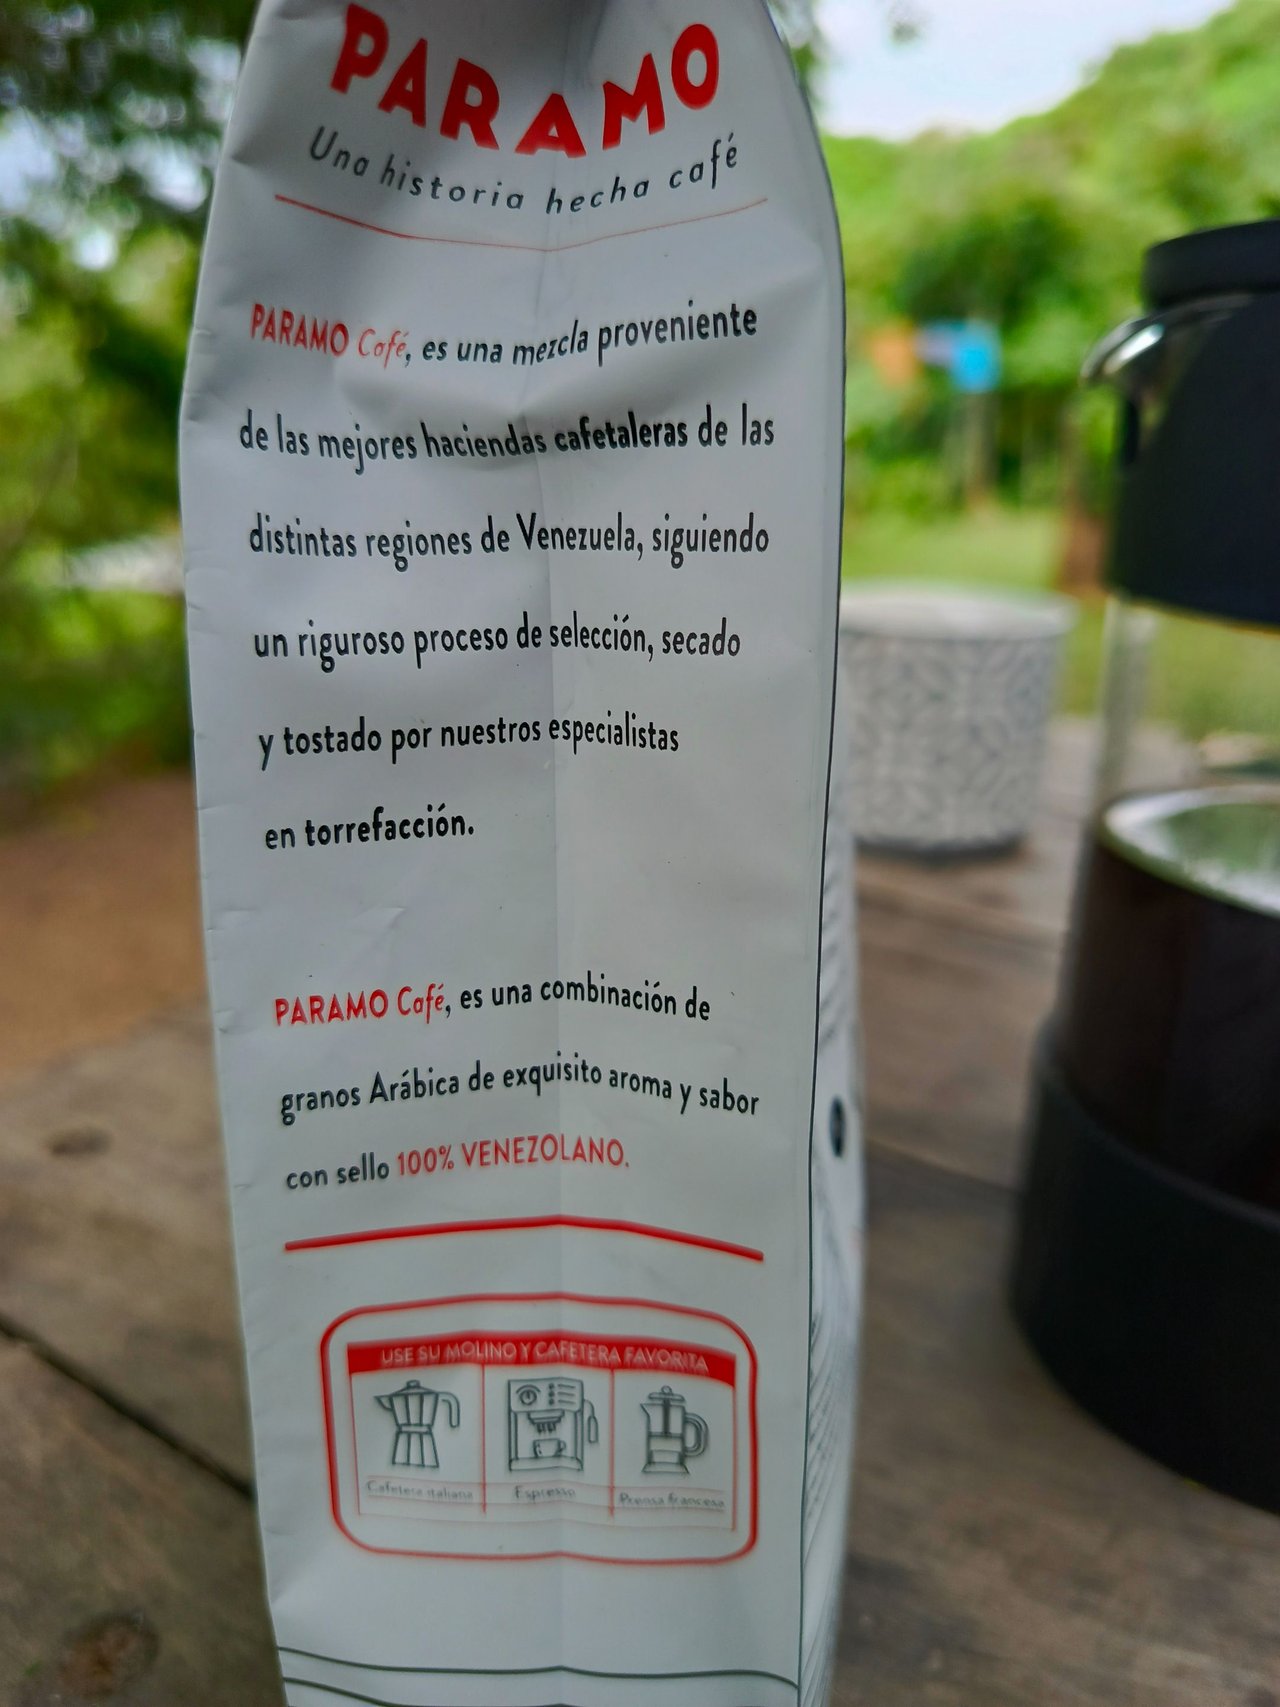 PARAMO
Una historia hecha café
PARAMO Café, es una mezcla proveniente
de las mejores haciendas cafetaleras de las
distintas regiones de Venezuela, siguiendo
un riguroso proceso de selección, secado
y tostado por nuestros especialistas
en torrefacción.
PARAMO Café, es una combinación de
granos Arábica de exquisito aroma y sabor
con sello 100% VENEZOLANO.
USE SU MOLINO Y CAFETERA FAVORITA
Cafetera italiana Espresso Prensa francesa